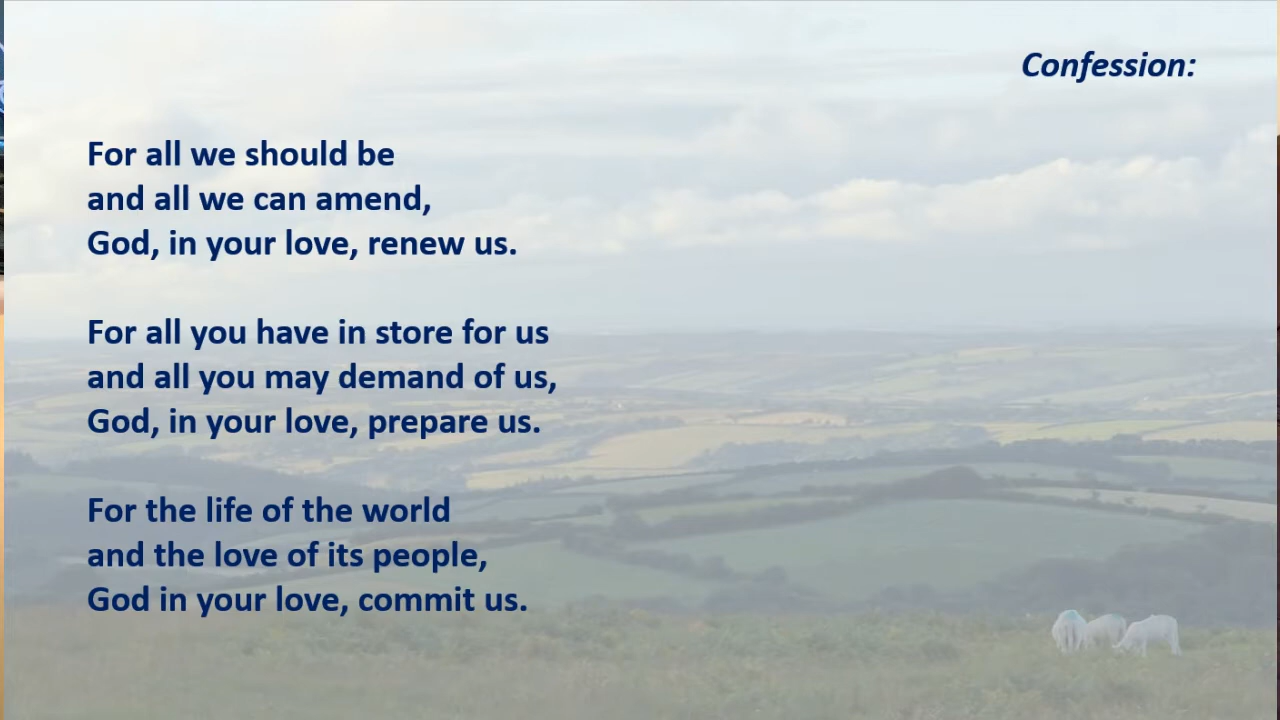 Confession:
For all we should be
and all we can amend,
God, in your love, renew us.
For all you have in store for us
and all you may demand of us,
God, in your love, prepare us.
For the life of the world
and the love of its people,
God in your love, commit us.